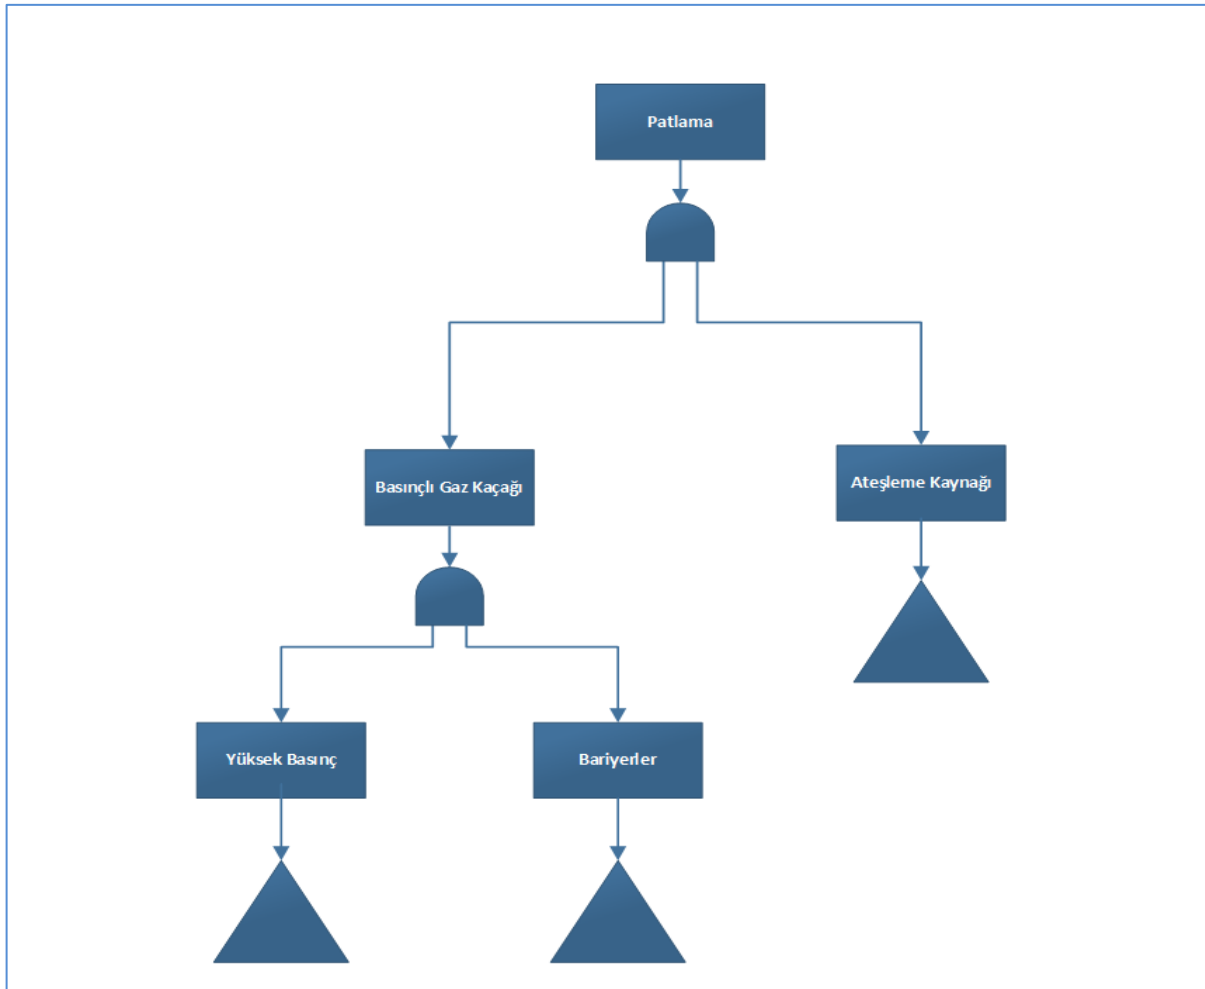 Patlama
Basınçlı Gaz Kaçağı
Ateşleme Kaynağı
Yüksek Basınç
Bariyerler